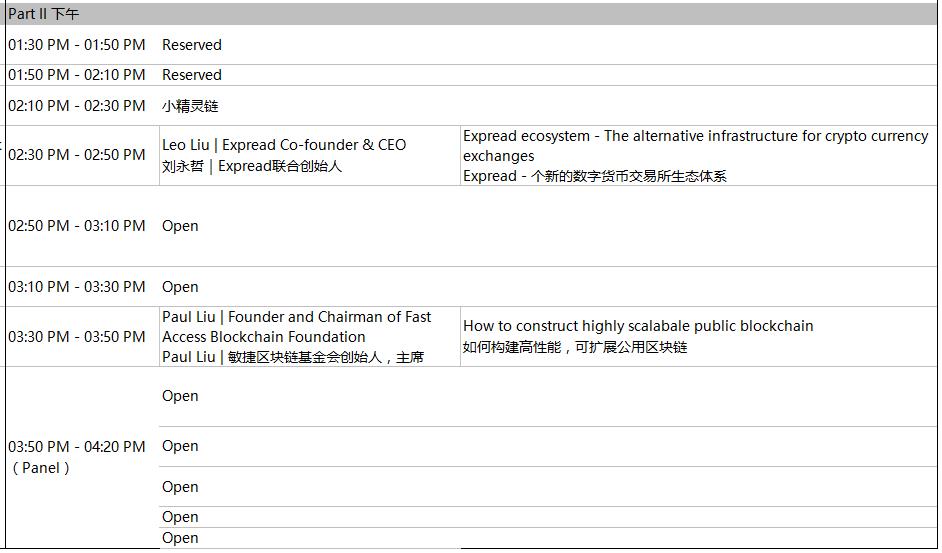 Part II 下午
01:30 PM - 01:50 PM Reserved
01:50 PM - 02:10 PM Reserved
02:10 PM - 02:30 PM 小精灵链
02:30 PM - 02:50 PM
Leo Liu | Expread Co-founder & CEO
刘永哲 | Expread联合创始人
Expread ecosystem - The alternative infrastructure for crypto currency
exchanges
Expread - 个新的数字货币交易所生态体系
02:50 PM - 03:10 PM Open
03:10 PM - 03:30 PM Open
03:30 PM - 03:50 PM
Paul Liu | Founder and Chairman of Fast
Access Blockchain Foundation
Paul Liu | 敏捷区块链基金会创始人，主席
How to construct highly scalabale public blockchain
如何构建高性能，可扩展公用区块链
03:50 PM - 04:20 PM
（Panel）
Open
Open
Open
Open
Open